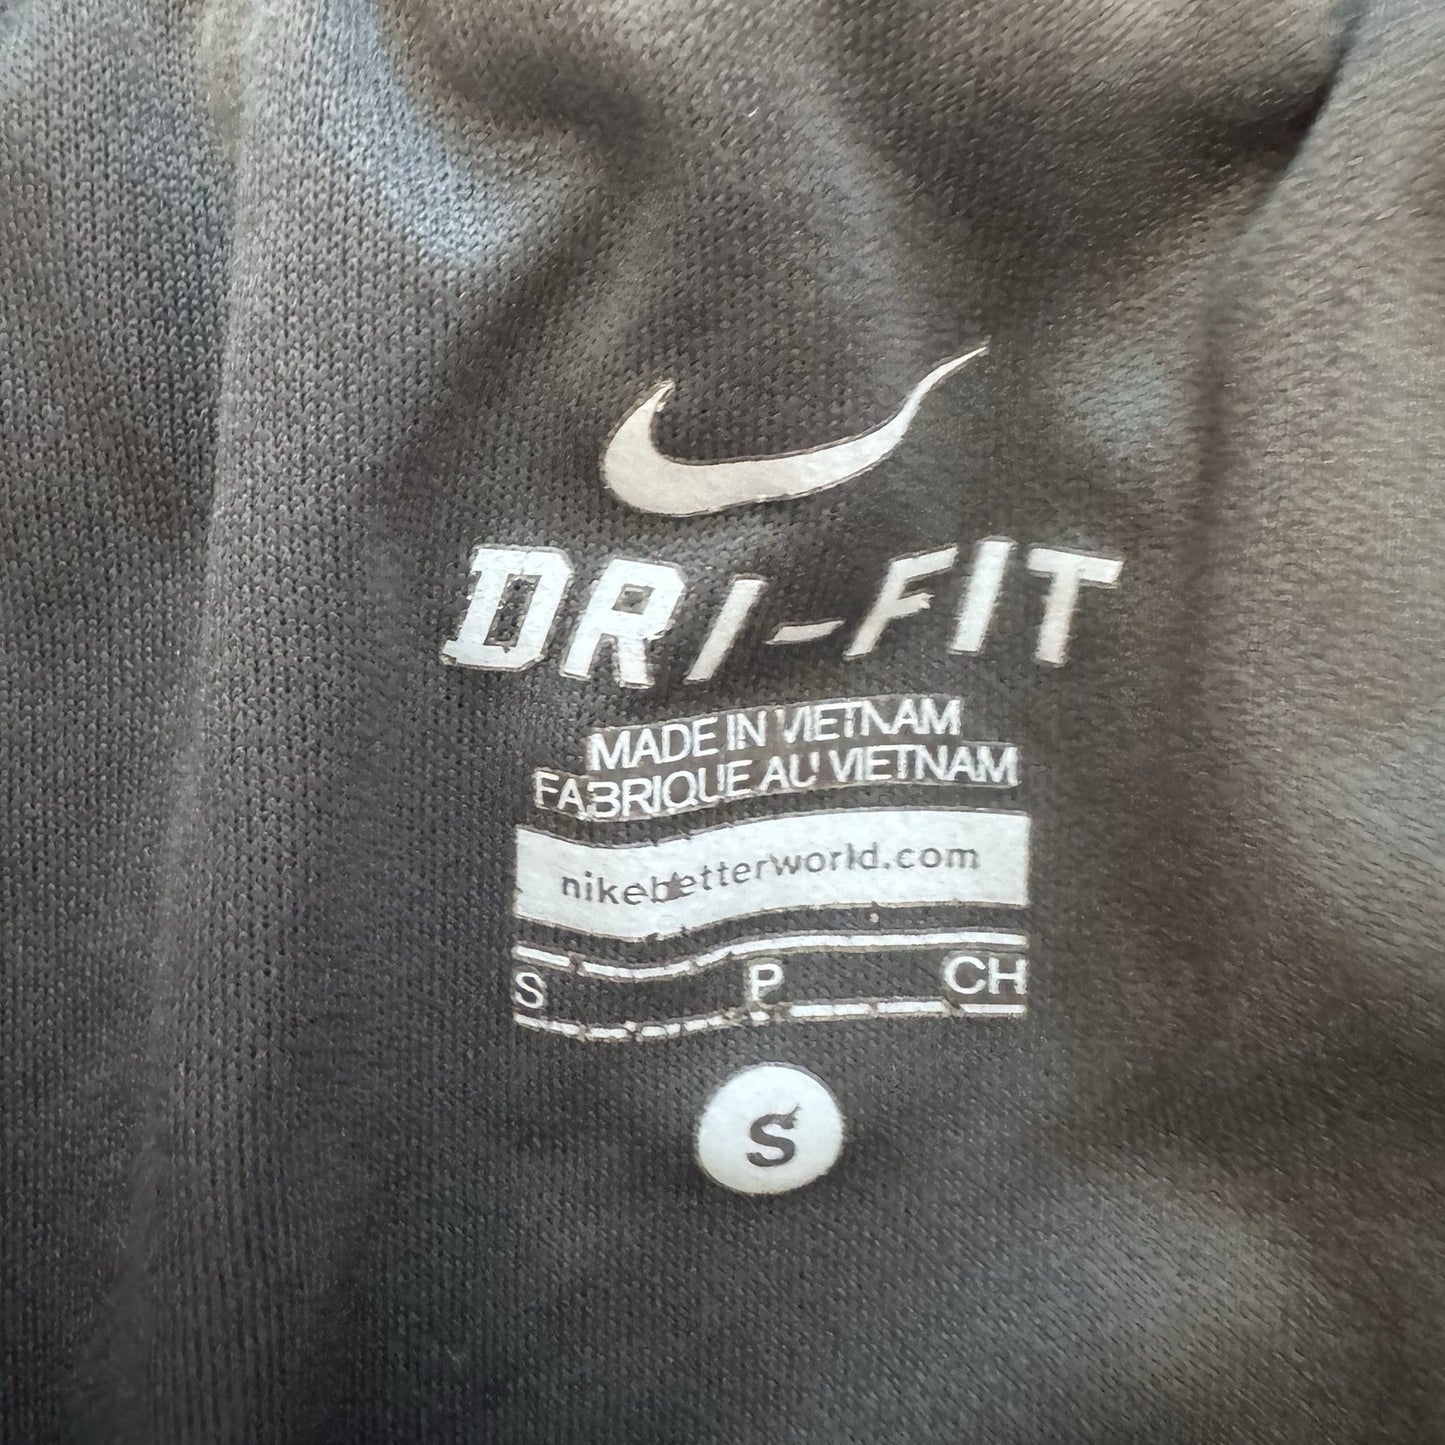 DRI-FIT
MADE IN VIETNAM
FABRIQUE AU VIETNAM
nikebetterworld.com
S P CH
S